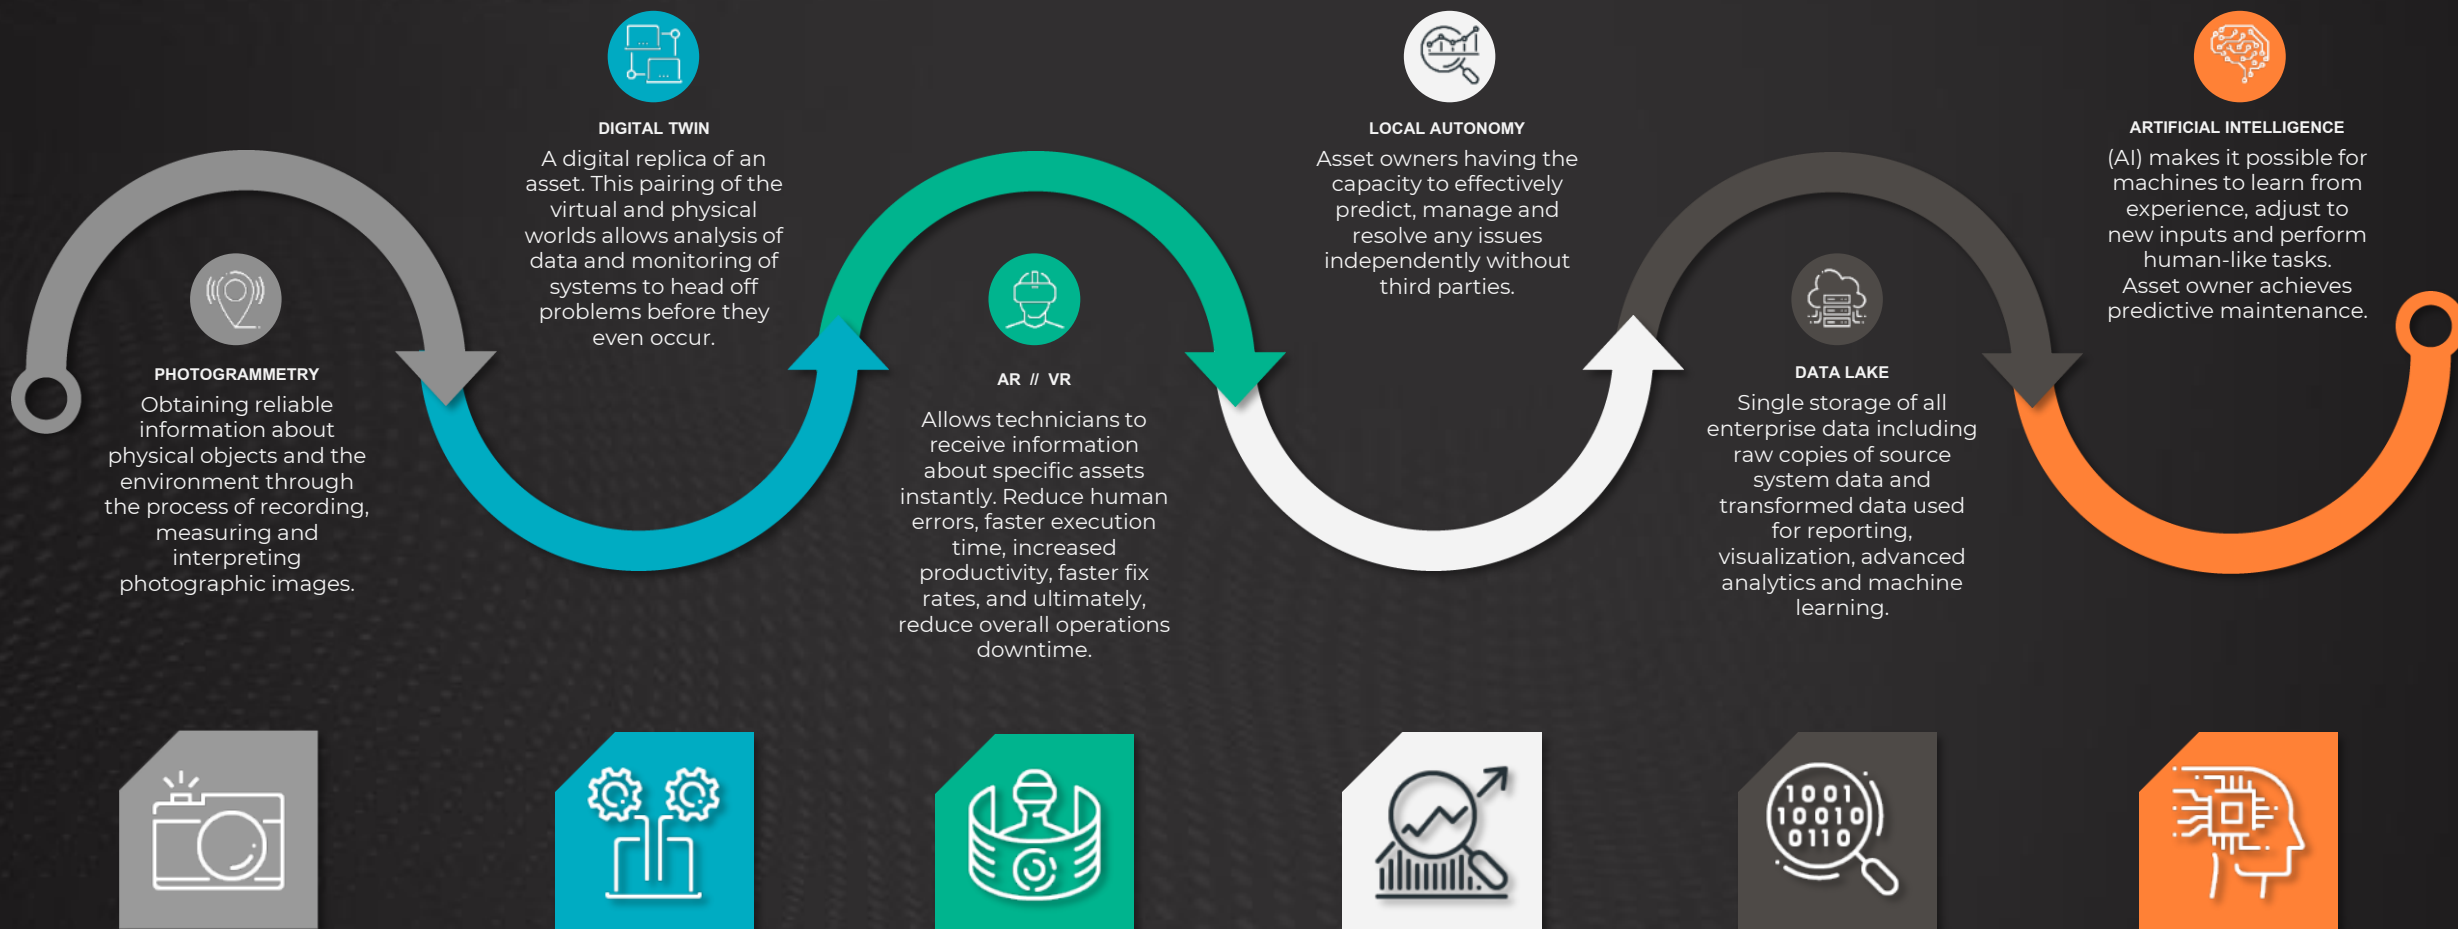 PHOTOGRAMMETRY
Obtaining reliable
information about
physical objects and the
environment through
the process of recording,
measuring and
interpreting
photographic images.
DIGITAL TWIN
A digital replica of an
asset. This pairing of the
virtual and physical
worlds allows analysis of
data and monitoring of
systems to head off
problems before they
even occur.
AR // VR
Allows technicians to
receive information
about specific assets
instantly. Reduce human
errors, faster execution
time, increased
productivity, faster fix
rates, and ultimately,
reduce overall operations
downtime.
LOCAL AUTONOMY
Asset owners having the
capacity to effectively
predict, manage and
resolve any issues
independently without
third parties.
DATA LAKE
Single storage of all
enterprise data including
raw copies of source
system data and
transformed data used
for reporting,
visualization, advanced
analytics and machine
learning.
ARTIFICIAL INTELLIGENCE
(AI) makes it possible for
machines to learn from
experience, adjust to
new inputs and perform
human-like tasks.
Asset owner achieves
predictive maintenance.
1001
10010
0110